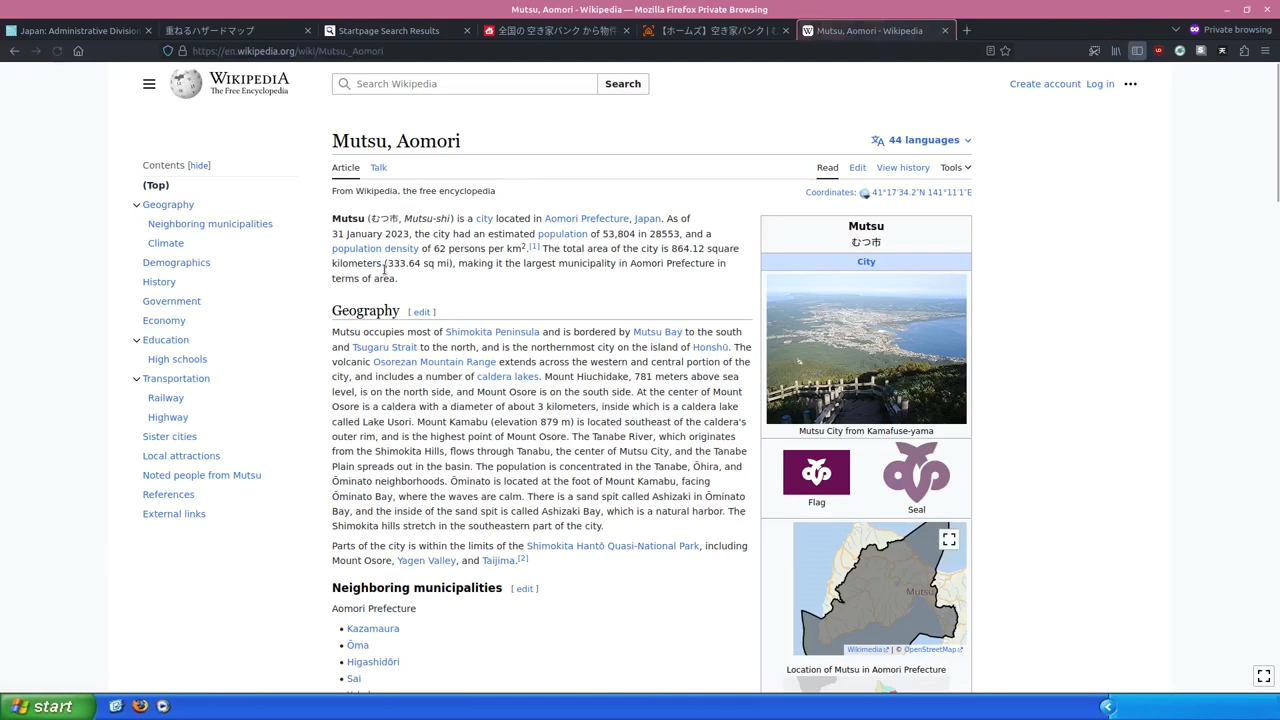 Mutsu, Aomori - Wikipedia — Mozilla Firefox Private Browsing
Japan: Administrative Division
重ねるハザードマップ
Startpage Search Results
全国の 空き家バンク から物件
【ホームズ】空き家バンク | む
Mutsu, Aomori - Wikipedia
Private browsing
https://en.wikipedia.org/wiki/Mutsu,_Aomori
WIKIPEDIA
The Free Encyclopedia
Search Wikipedia
Search
Create account
Log in
Mutsu, Aomori
44 languages
Article
Talk
Read
Edit
View history
Tools
From Wikipedia, the free encyclopedia
Coordinates: 41°17′34.2″N 141°11′1″E
Contents [hide]
(Top)
Geography
Neighboring municipalities
Climate
Demographics
History
Government
Economy
Education
High schools
Transportation
Railway
Highway
Sister cities
Local attractions
Noted people from Mutsu
References
External links
Mutsu (むつ市, Mutsu-shi) is a city located in Aomori Prefecture, Japan. As of
31 January 2023, the city had an estimated population of 53,804 in 28553, and a
population density of 62 persons per km2.[1] The total area of the city is 864.12 square
kilometers (333.64 sq mi), making it the largest municipality in Aomori Prefecture in
terms of area.
Geography [ edit ]
Mutsu occupies most of Shimokita Peninsula and is bordered by Mutsu Bay to the south
and Tsugaru Strait to the north, and is the northernmost city on the island of Honshū. The
volcanic Osorezan Mountain Range extends across the western and central portion of the
city, and includes a number of caldera lakes. Mount Hiuchidake, 781 meters above sea
level, is on the north side, and Mount Osore is on the south side. At the center of Mount
Osore is a caldera with a diameter of about 3 kilometers, inside which is a caldera lake
called Lake Usori. Mount Kamabu (elevation 879 m) is located southeast of the caldera's
outer rim, and is the highest point of Mount Osore. The Tanabe River, which originates
from the Shimokita Hills, flows through Tanabu, the center of Mutsu City, and the Tanabe
Plain spreads out in the basin. The population is concentrated in the Tanabe, Ōhira, and
Ōminato neighborhoods. Ōminato is located at the foot of Mount Kamabu, facing
Ōminato Bay, where the waves are calm. There is a sand spit called Ashizaki in Ōminato
Bay, and the inside of the sand spit is called Ashizaki Bay, which is a natural harbor. The
Shimokita hills stretch in the southeastern part of the city.
Parts of the city is within the limits of the Shimokita Hantō Quasi-National Park, including
Mount Osore, Yagen Valley, and Taijima.[2]
Neighboring municipalities [ edit ]
Aomori Prefecture
Kazamaura
Ōma
Higashidōri
Sai
Mutsu
むつ市
City
Mutsu City from Kamafuse-yama
Flag
Seal
Mutsu
Wikimedia | © OpenStreetMap
Location of Mutsu in Aomori Prefecture
start